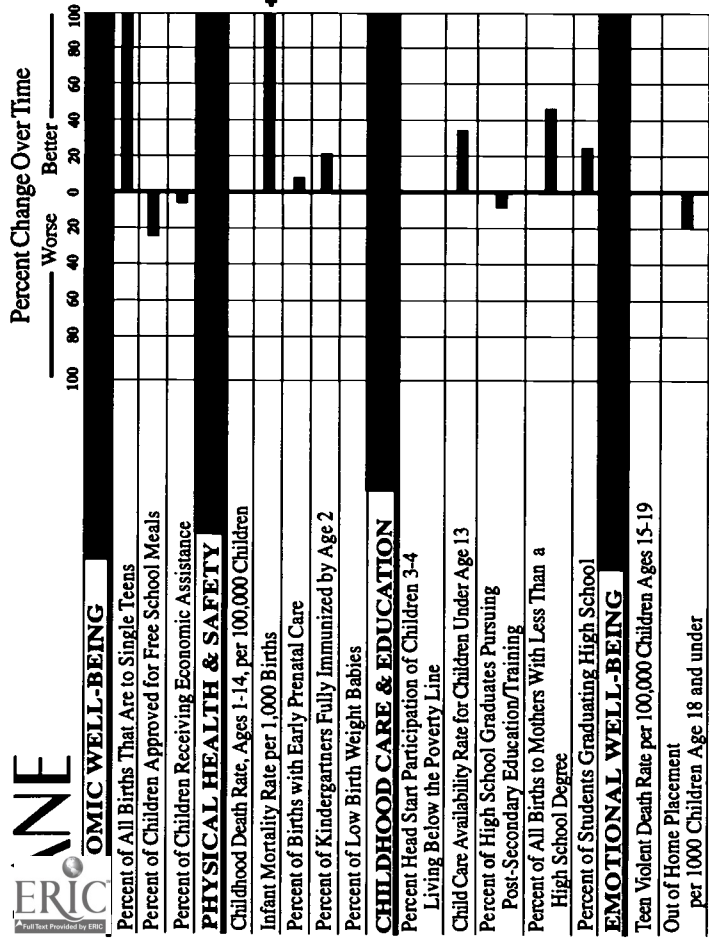 ANE
ERIC
Full Text Provided by ERIC
Percent Change Over Time
Worse Better
100 80 60 40 20 0 20 40 60 80 100
OMIC WELL-BEING
Percent of All Births That Are to Single Teens
Percent of Children Approved for Free School Meals
Percent of Children Receiving Economic Assistance
PHYSICAL HEALTH & SAFETY
Childhood Death Rate, Ages 1-14, per 100,000 Children
Infant Mortality Rate per 1,000 Births
Percent of Births with Early Prenatal Care
Percent of Kindergartners Fully Immunized by Age 2
Percent of Low Birth Weight Babies
CHILDHOOD CARE & EDUCATION
Percent Head Start Participation of Children 3-4
Living Below the Poverty Line
Child Care Availability Rate for Children Under Age 13
Percent of High School Graduates Pursuing
Post-Secondary Education/Training
Percent of All Births to Mothers With Less Than a
High School Degree
Percent of Students Graduating High School
EMOTIONAL WELL-BEING
Teen Violent Death Rate per 100,000 Children Ages 15-19
Out of Home Placement
per 1000 Children Age 18 and under